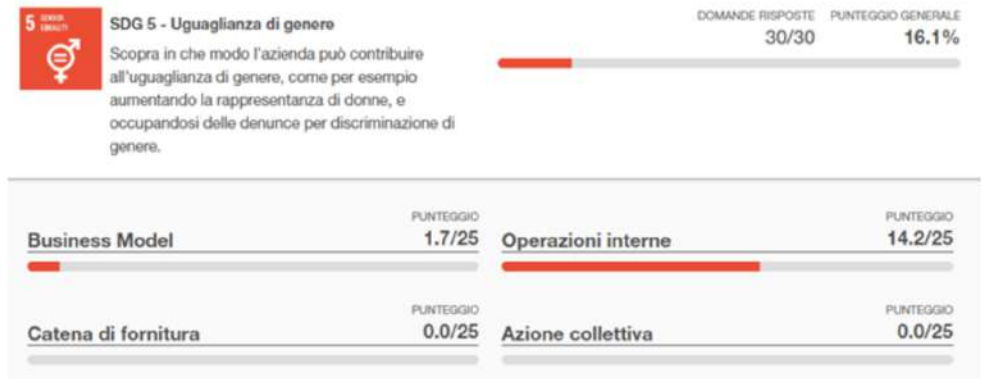 5 GENDER EQUALITY
SDG 5 - Uguaglianza di genere
Scopra in che modo l'azienda può contribuire
all'uguaglianza di genere, come per esempio
aumentando la rappresentanza di donne, e
occupandosi delle denunce per discriminazione di
genere.
DOMANDE RISPOSTE PUNTEGGIO GENERALE
30/30 16.1%
PUNTEGGIO
Business Model 1.7/25
PUNTEGGIO
Operazioni interne 14.2/25
PUNTEGGIO
Catena di fornitura 0.0/25
PUNTEGGIO
Azione collettiva 0.0/25